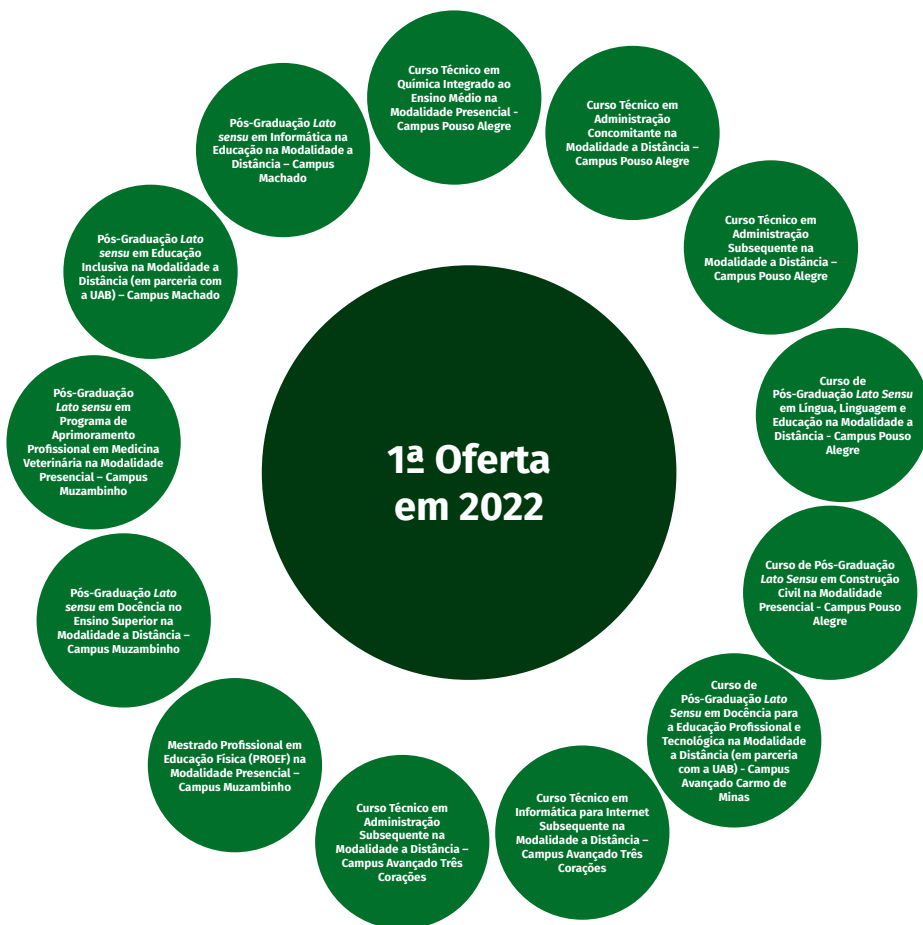 Curso Técnico em
Química Integrado ao
Ensino Médio na
Modalidade Presencial -
Campus Pouso Alegre
Curso Técnico em
Administração
Concomitante na
Modalidade a Distância –
Campus Pouso Alegre
Curso Técnico em
Administração
Subsequente na
Modalidade a Distância –
Campus Pouso Alegre
Curso de
Pós-Graduação Lato Sensu
em Língua, Linguagem e
Educação na Modalidade a
Distância - Campus Pouso
Alegre
Curso de Pós-Graduação
Lato Sensu em Construção
Civil na Modalidade
Presencial - Campus Pouso
Alegre
Curso de
Pós-Graduação Lato
Sensu em Docência para
a Educação Profissional e
Tecnológica na Modalidade
a Distância (em parceria
com a UAB) - Campus
Avançado Carmo de
Minas
Curso Técnico em
Informática para Internet
Subsequente na
Modalidade a Distância –
Campus Avançado Três
Corações
Curso Técnico em
Administração
Subsequente na
Modalidade a Distância –
Campus Avançado Três
Corações
Mestrado Profissional em
Educação Física (PROEF) na
Modalidade Presencial –
Campus Muzambinho
Pós-Graduação Lato
sensu em Docência no
Ensino Superior na
Modalidade a Distância –
Campus Muzambinho
Pós-Graduação
Lato sensu em
Programa de
Aprimoramento
Profissional em Medicina
Veterinária na Modalidade
Presencial – Campus
Muzambinho
Pós-Graduação Lato
sensu em Educação
Inclusiva na Modalidade a
Distância (em parceria com
a UAB) – Campus Machado
Pós-Graduação Lato
sensu em Informática na
Educação na Modalidade a
Distância – Campus
Machado
1ª Oferta
em 2022